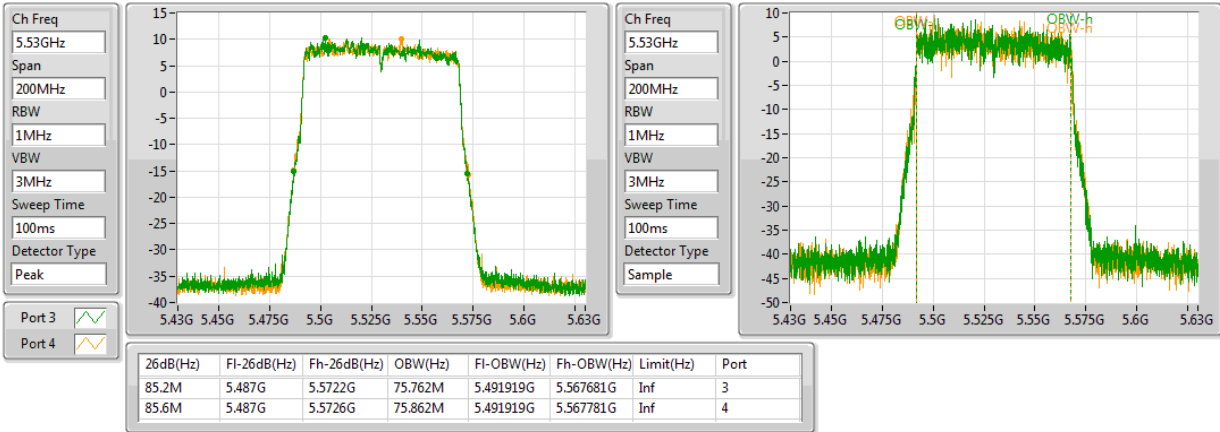 Ch Freq
5.53GHz
Span
200MHz
RBW
1MHz
VBW
3MHz
Sweep Time
100ms
Detector Type
Peak
Port 3
Port 4
15
10
5
0
-5
-10
-15
-20
-25
-30
-35
-40
5.43G 5.45G 5.475G 5.5G 5.525G 5.55G 5.575G 5.6G 5.63G
Ch Freq
5.53GHz
Span
200MHz
RBW
1MHz
VBW
3MHz
Sweep Time
100ms
Detector Type
Sample
OBW-h
OBW-h
10
5
0
-5
-10
-15
-20
-25
-30
-35
-40
-45
-50
5.43G 5.45G 5.475G 5.5G 5.525G 5.55G 5.575G 5.6G 5.63G
26dB(Hz) Fl-26dB(Hz) Fh-26dB(Hz) OBW(Hz) Fl-OBW(Hz) Fh-OBW(Hz) Limit(Hz) Port
85.2M 5.487G 5.5722G 75.762M 5.491919G 5.567681G Inf 3
85.6M 5.487G 5.5726G 75.862M 5.491919G 5.567781G Inf 4